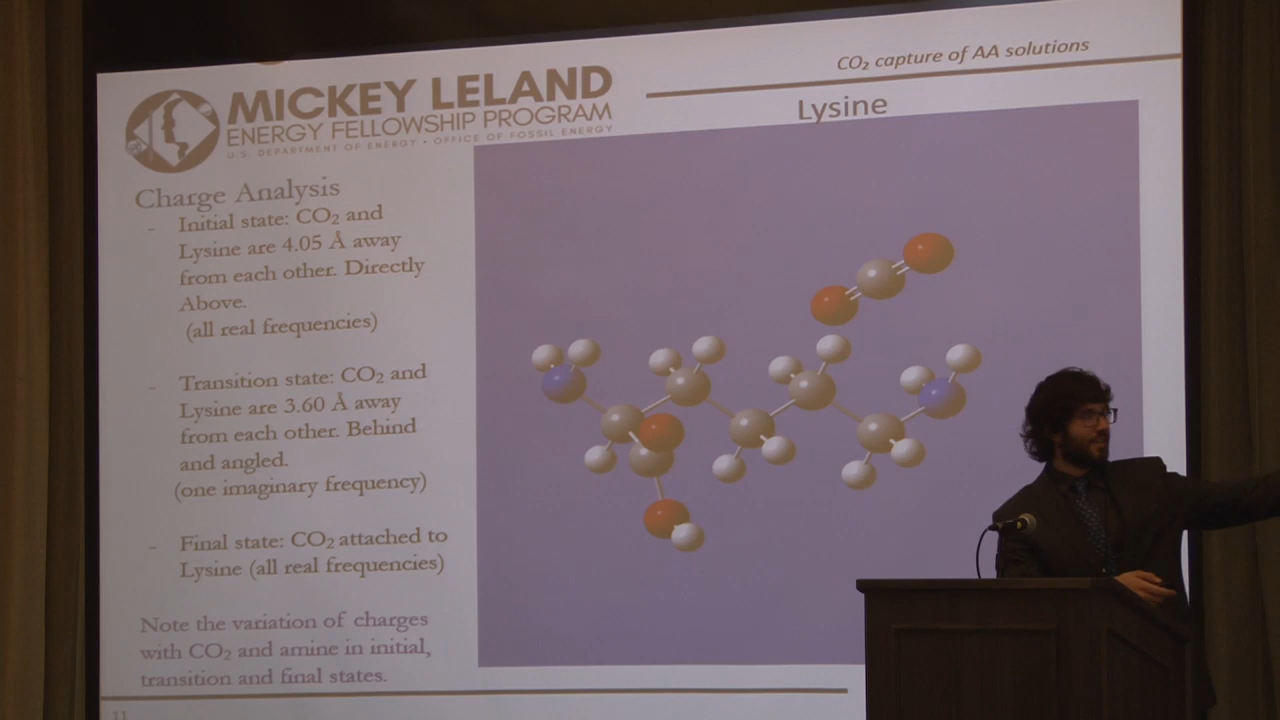 CO₂ capture of AA solutions
MICKEY LELAND
ENERGY FELLOWSHIP PROGRAM
U.S. DEPARTMENT OF ENERGY • OFFICE OF FOSSIL ENERGY
Lysine
Charge Analysis
- Initial state: CO₂ and
Lysine are 4.05 Å away
from each other. Directly
Above.
(all real frequencies)
- Transition state: CO₂ and
Lysine are 3.60 Å away
from each other. Behind
and angled.
(one imaginary frequency)
- Final state: CO₂ attached to
Lysine (all real frequencies)
Note the variation of charges
with CO₂ and amine in initial,
transition and final states.
11